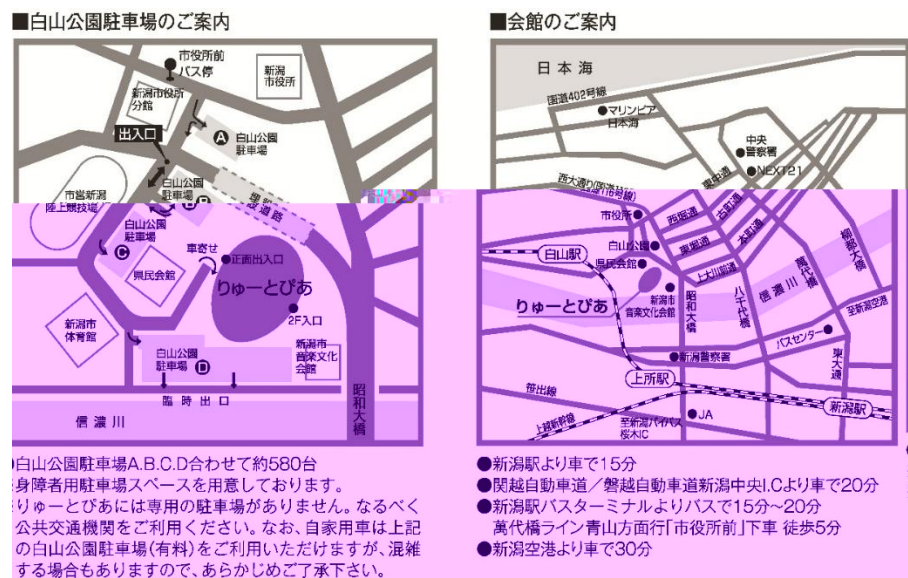 ■白山公園駐車場のご案内
市役所前
バス停
新潟
市役所
新潟市役所
分館
出入口
A
白山公園
駐車場
白山公園
駐車場
B
市営新潟
陸上競技場
道路
白山公園
駐車場
C
車寄せ
正面出入口
県民会館
りゅーとぴあ
2F入口
新潟市
体育館
白山公園
駐車場 D
新潟市
音楽文化
会館
臨時出口
信濃川
昭和大橋
●白山公園駐車場A.B.C.D合わせて約580台
身障者用駐車場スペースを用意しております。
りゅーとぴあには専用の駐車場がありません。なるべく
公共交通機関をご利用ください。なお、自家用車は上記
の白山公園駐車場(有料)をご利用いただけますが、混雑
する場合もありますので、あらかじめご了承下さい。
■会館のご案内
日本海
国道402号線
●マリンピア
日本海
中央
●警察署
●NEXT21
東中通
西大通り
市役所●
西堀通
古町通
本町通
東堀通
白山公園●
県民会館●
白山駅
上大川前通
りゅーとぴあ
●新潟市
音楽文化会館
昭和大橋
八千代橋
信濃川
萬代橋
柳都大橋
至新潟空港
バスセンター●
東大通
●新潟警察署
上所駅
新潟駅
笹出線
上越新幹線
至新潟バイパス
桜木IC
●JA
●新潟駅より車で15分
●関越自動車道／磐越自動車道新潟中央I.Cより車で20分
●新潟駅バスターミナルよりバスで15分～20分
萬代橋ライン青山方面行「市役所前」下車 徒歩5分
●新潟空港より車で30分